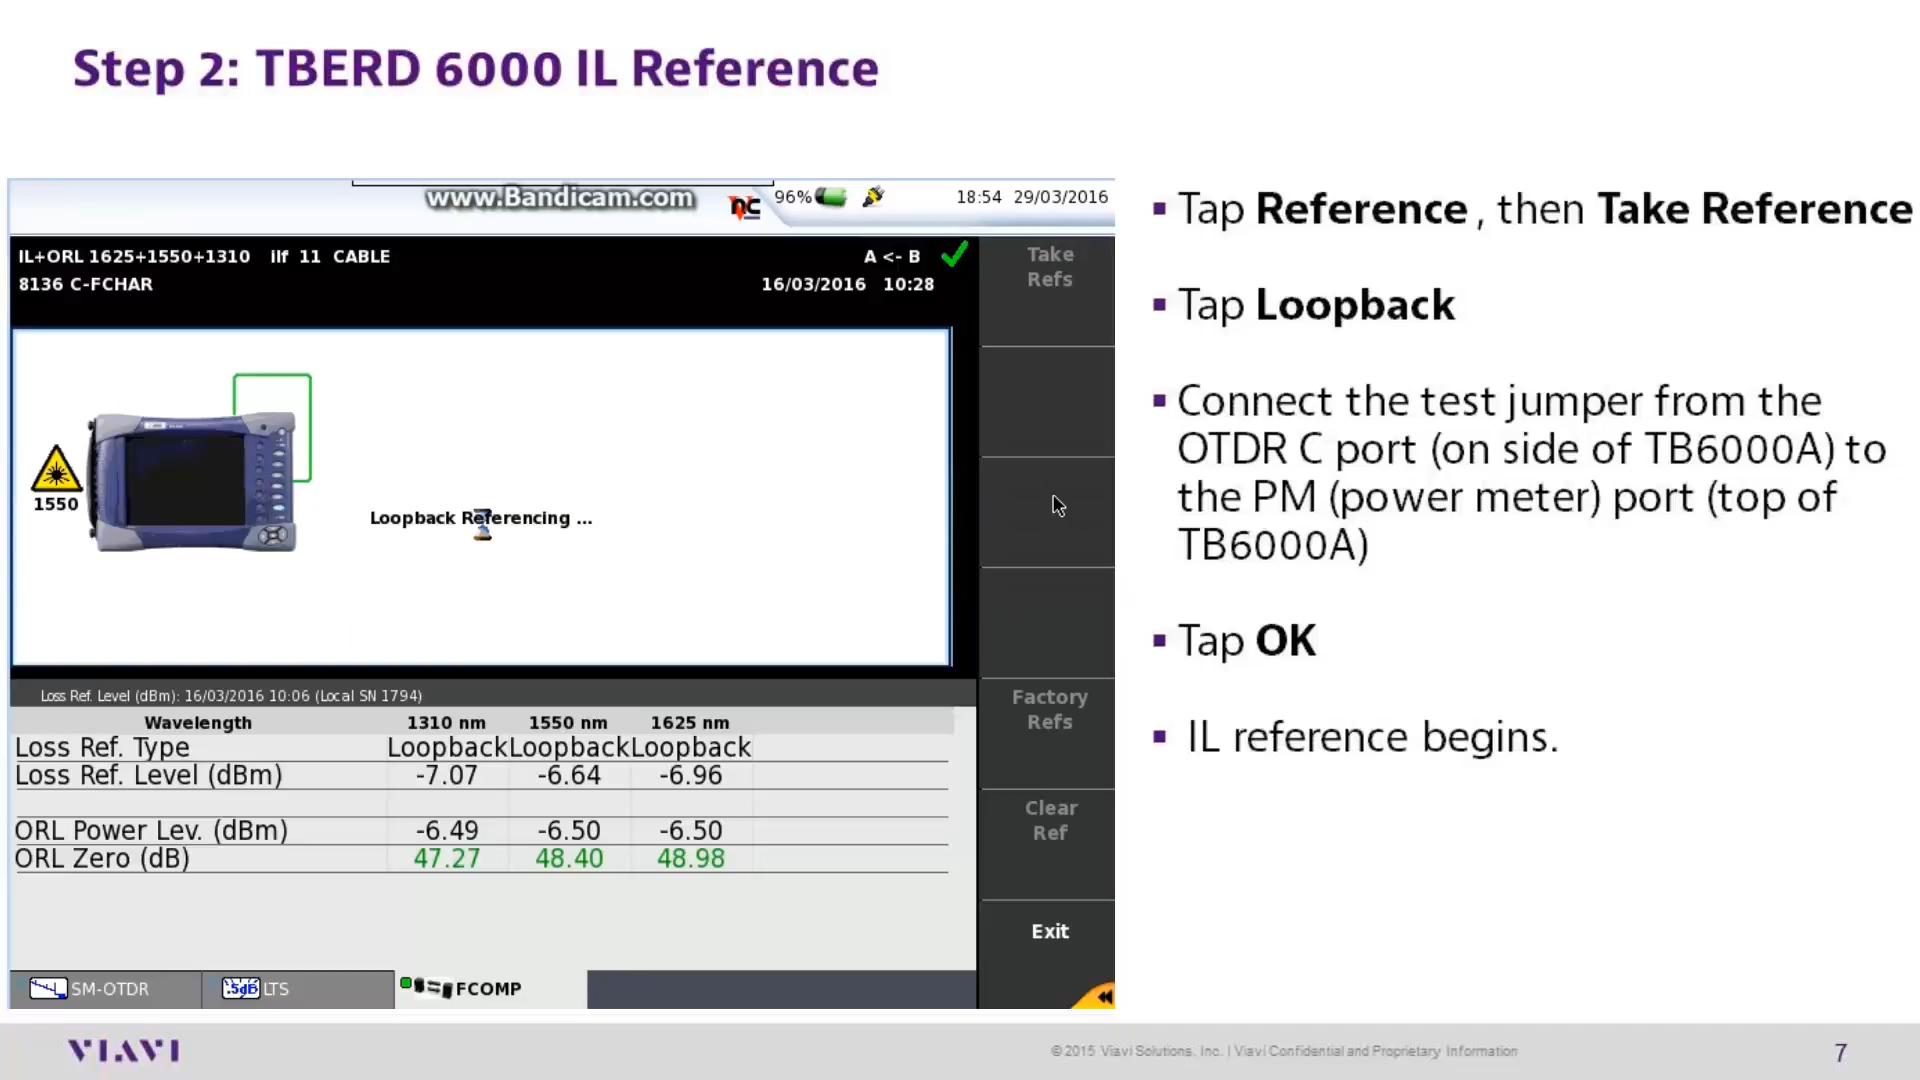 Step 2: TBERD 6000 IL Reference
www.Bandicam.com
96%
18:54 29/03/2016
IL+ORL 1625+1550+1310 ilf 11 CABLE
A <- B
8136 C-FCHAR
16/03/2016 10:28
1550
Loopback Referencing ...
Take
Refs
Factory
Refs
Clear
Ref
Exit
Loss Ref. Level (dBm): 16/03/2016 10:06 (Local SN 1794)
Wavelength 1310 nm 1550 nm 1625 nm
Loss Ref. Type Loopback Loopback Loopback
Loss Ref. Level (dBm) -7.07 -6.64 -6.96
ORL Power Lev. (dBm) -6.49 -6.50 -6.50
ORL Zero (dB) 47.27 48.40 48.98
SM-OTDR
.5dB LTS
FCOMP
▪ Tap Reference , then Take Reference
▪ Tap Loopback
▪ Connect the test jumper from the
OTDR C port (on side of TB6000A) to
the PM (power meter) port (top of
TB6000A)
▪ Tap OK
▪ IL reference begins.
VIAVI
© 2015 Viavi Solutions, Inc. | Viavi Confidential and Proprietary Information
7